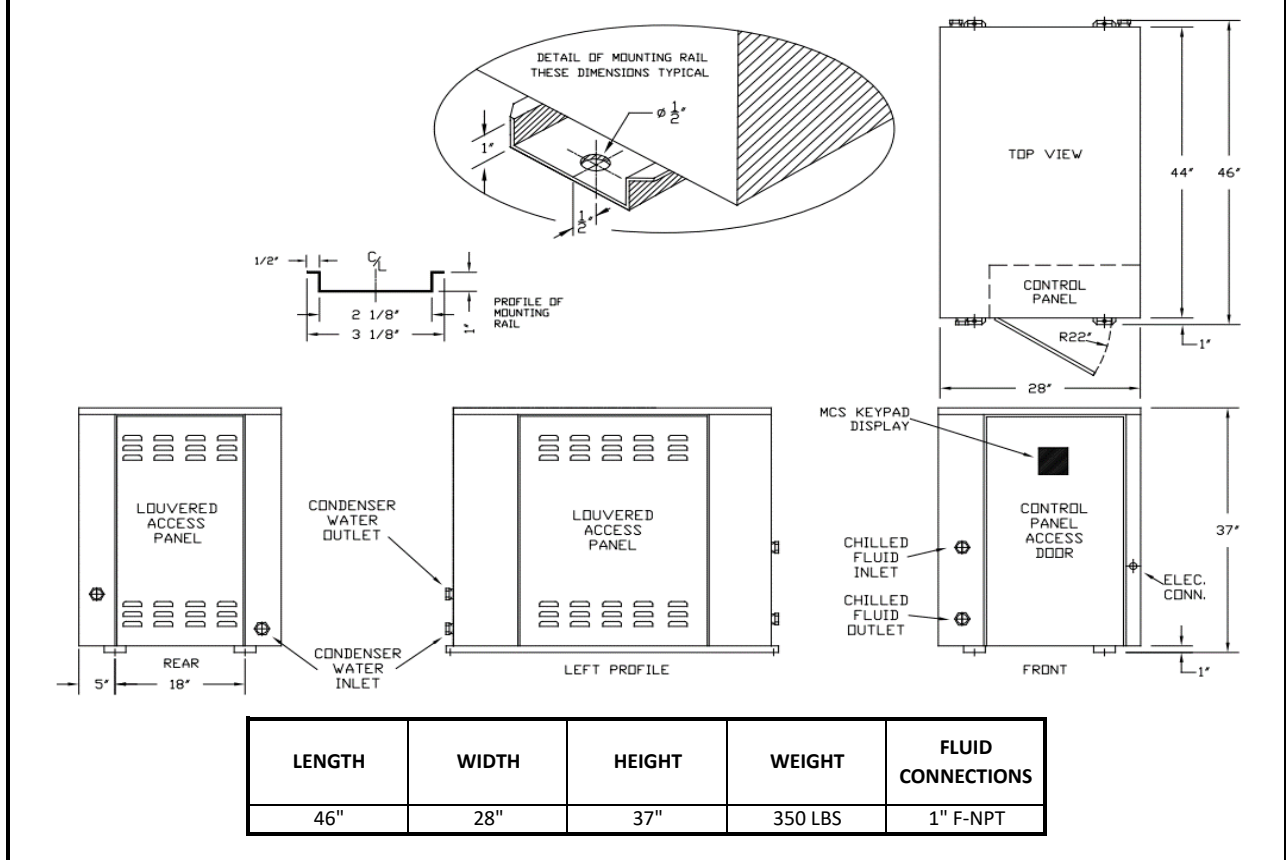 DETAIL OF MOUNTING RAIL
THESE DIMENSIONS TYPICAL
ø 1/2"
1"
1/2"
TOP VIEW
44"
46"
CONTROL
PANEL
R22"
1"
28"
1/2"
C/L
2 1/8"
3 1/8"
1"
PROFILE OF
MOUNTING
RAIL
LOUVERED
ACCESS
PANEL
REAR
5"
18"
CONDENSER
WATER
OUTLET
CONDENSER
WATER
INLET
LOUVERED
ACCESS
PANEL
LEFT PROFILE
MCS KEYPAD
DISPLAY
CONTROL
PANEL
ACCESS
DOOR
CHILLED
FLUID
INLET
CHILLED
FLUID
OUTLET
37"
ELEC.
CONN.
FRONT
1"
LENGTH WIDTH HEIGHT WEIGHT FLUID CONNECTIONS
46" 28" 37" 350 LBS 1" F-NPT